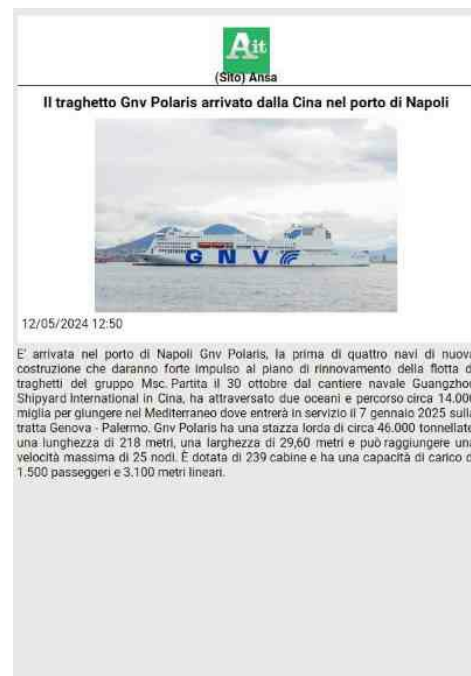 Ait
(Sito) Ansa
Il traghetto Gnv Polaris arrivato dalla Cina nel porto di Napoli
GNV
12/05/2024 12:50
E' arrivata nel porto di Napoli Gnv Polaris, la prima di quattro navi di nuova
costruzione che daranno forte impulso al piano di rinnovamento della flotta d
traghetti del gruppo Msc. Partita il 30 ottobre dal cantiere navale Guangzhou
Shipyard International in Cina, ha attraversato due oceani e percorso circa 14.000
miglia per giungere nel Mediterraneo dove entrerà in servizio il 7 gennaio 2025 sulla
tratta Genova - Palermo. Gnv Polaris ha una stazza lorda di circa 46.000 tonnellate,
una lunghezza di 218 metri, una larghezza di 29,60 metri e può raggiungere una
velocità massima di 25 nodi. È dotata di 239 cabine e ha una capacità di carico d
1.500 passeggeri e 3.100 metri lineari.